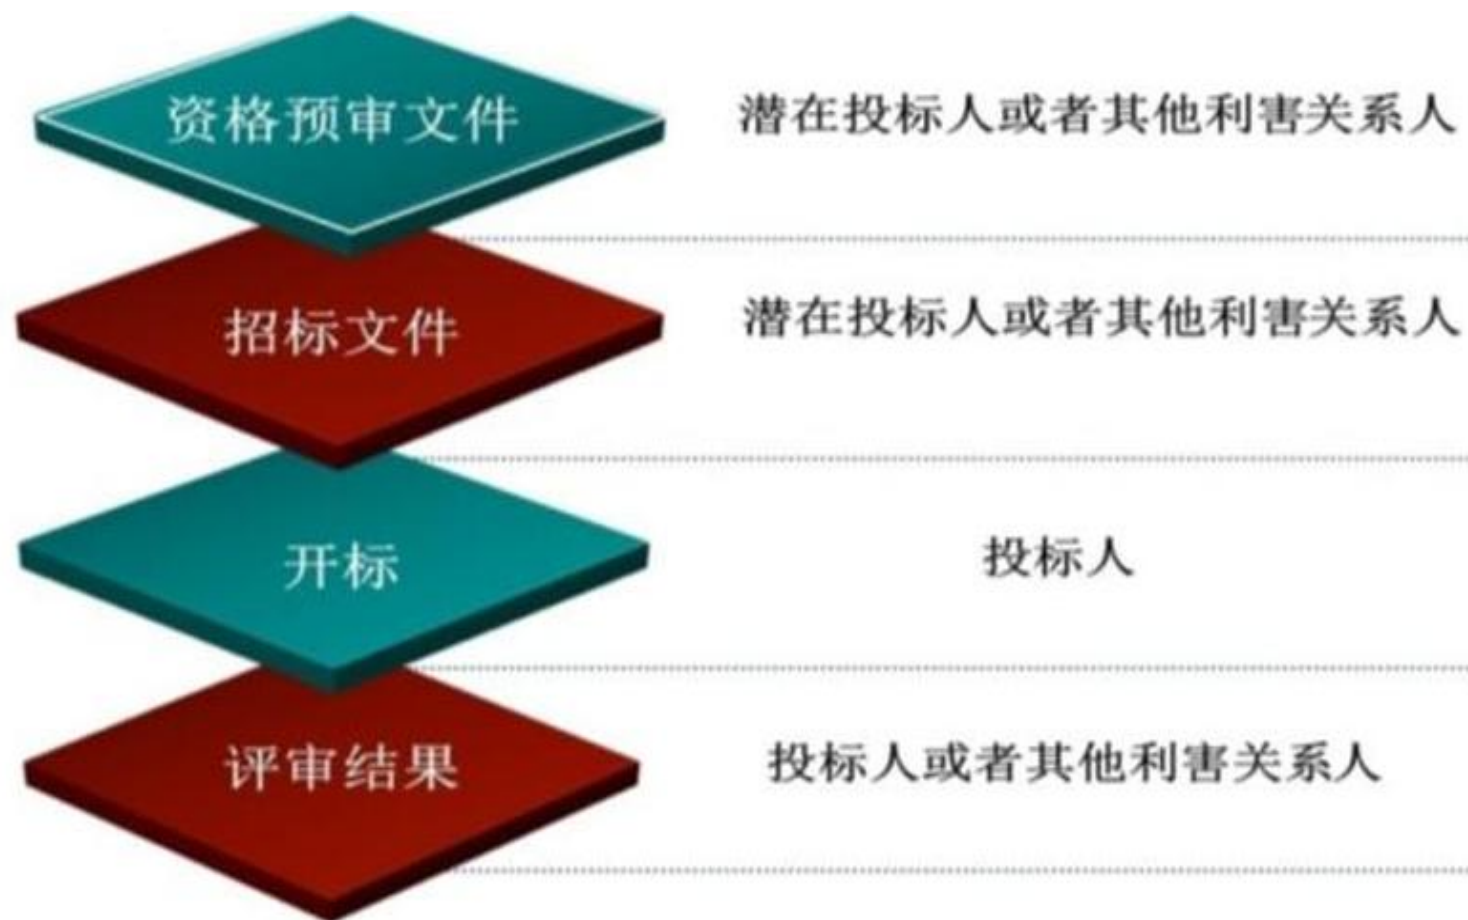 资格预审文件
潜在投标人或者其他利害关系人
招标文件
潜在投标人或者其他利害关系人
开标
投标人
评审结果
投标人或者其他利害关系人